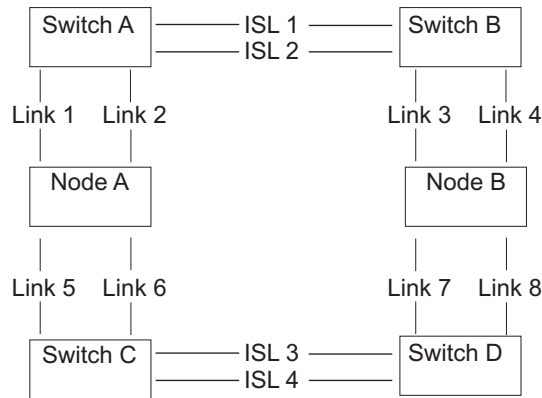 Switch A ISL 1 Switch B
ISL 2
Link 1 Link 2 Link 3 Link 4
Node A Node B
Link 5 Link 6 Link 7 Link 8
Switch C ISL 3 Switch D
ISL 4